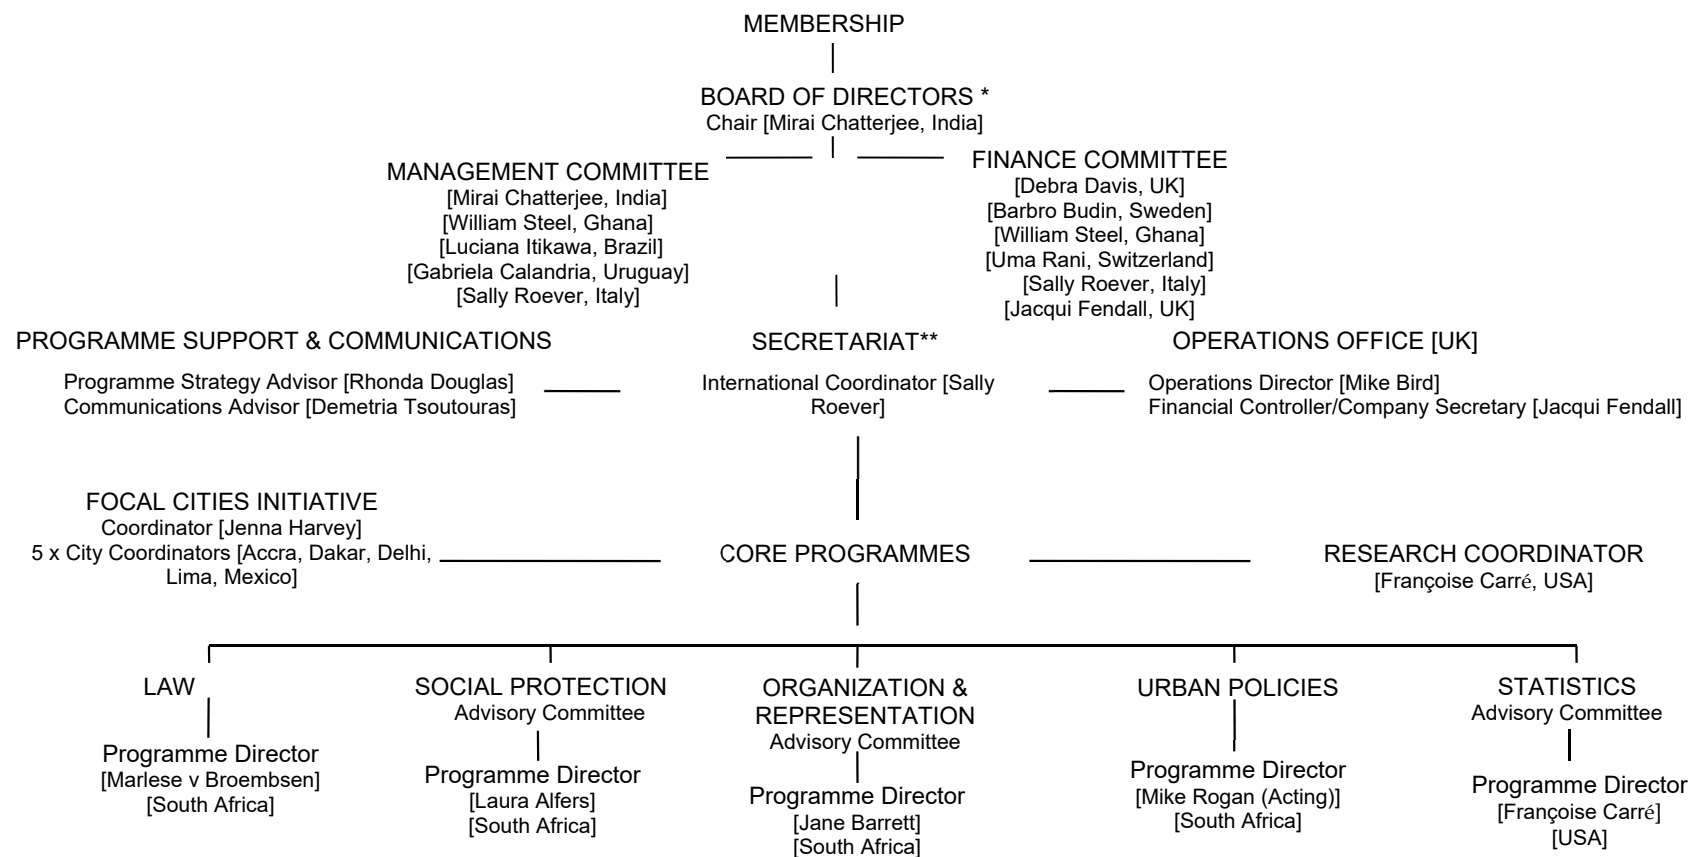 MEMBERSHIP
BOARD OF DIRECTORS *
Chair [Mirai Chatterjee, India]
MANAGEMENT COMMITTEE
[Mirai Chatterjee, India]
[William Steel, Ghana]
[Luciana Itikawa, Brazil]
[Gabriela Calandria, Uruguay]
[Sally Roever, Italy]
FINANCE COMMITTEE
[Debra Davis, UK]
[Barbro Budin, Sweden]
[William Steel, Ghana]
[Uma Rani, Switzerland]
[Sally Roever, Italy]
[Jacqui Fendall, UK]
PROGRAMME SUPPORT & COMMUNICATIONS
Programme Strategy Advisor [Rhonda Douglas]
Communications Advisor [Demetria Tsoutouras]
SECRETARIAT**
International Coordinator [Sally
Roever]
OPERATIONS OFFICE [UK]
Operations Director [Mike Bird]
Financial Controller/Company Secretary [Jacqui Fendall]
FOCAL CITIES INITIATIVE
Coordinator [Jenna Harvey]
5 x City Coordinators [Accra, Dakar, Delhi,
Lima, Mexico]
CORE PROGRAMMES
RESEARCH COORDINATOR
[Françoise Carré, USA]
LAW
Programme Director
[Marlese v Broembsen]
[South Africa]
SOCIAL PROTECTION
Advisory Committee
Programme Director
[Laura Alfers]
[South Africa]
ORGANIZATION &
REPRESENTATION
Advisory Committee
Programme Director
[Jane Barrett]
[South Africa]
URBAN POLICIES
Programme Director
[Mike Rogan (Acting)]
[South Africa]
STATISTICS
Advisory Committee
Programme Director
[Françoise Carré]
[USA]